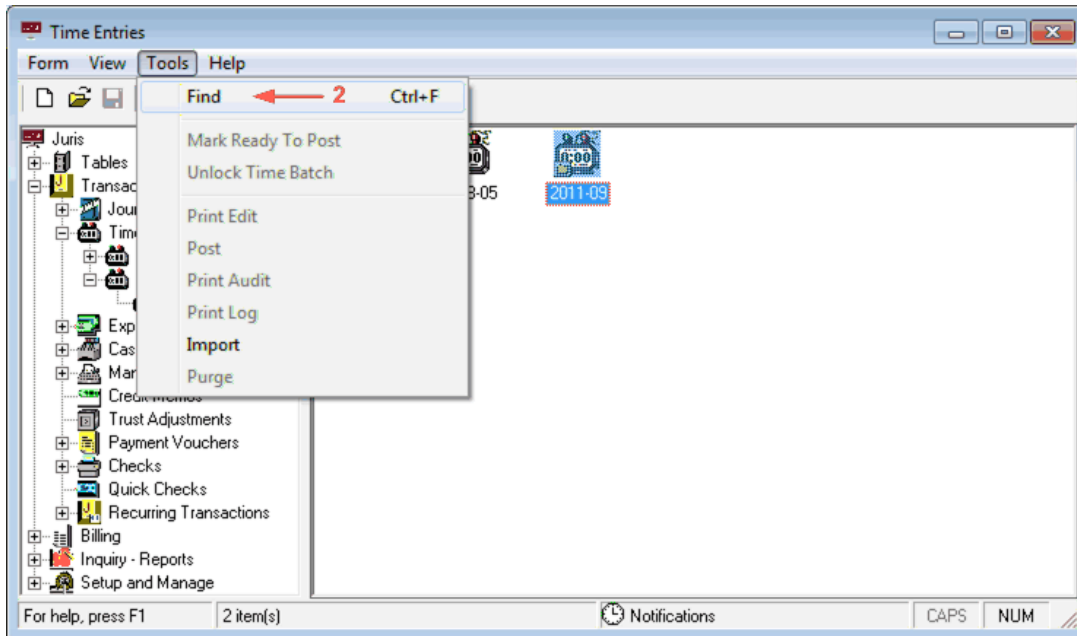 Time Entries
Form View Tools Help
Find 2 Ctrl+F
Mark Ready To Post
Unlock Time Batch
Print Edit
Post
Print Audit
Print Log
Import
Purge
Juris
Tables
Transac
Jour
Time
Exp
Cas
Man
Credit Memos
Trust Adjustments
Payment Vouchers
Checks
Quick Checks
Recurring Transactions
Billing
Inquiry - Reports
Setup and Manage
-05
2011-09
For help, press F1 2 item(s) Notifications CAPS NUM